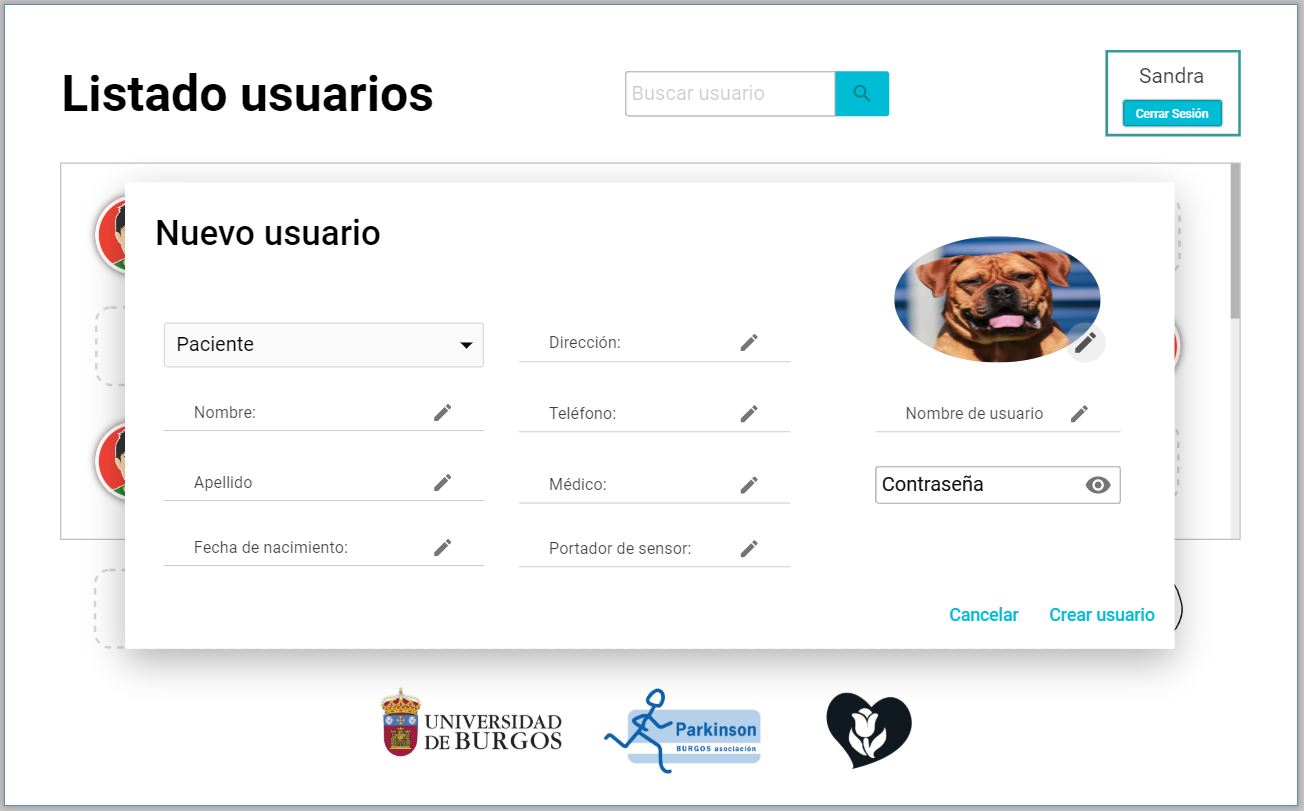 Listado usuarios
Buscar usuario
Sandra
Cerrar Sesión
Nuevo usuario
Paciente
Nombre:
Apellido
Fecha de nacimiento:
Dirección:
Teléfono:
Médico:
Portador de sensor:
Nombre de usuario
Contraseña
Cancelar
Crear usuario
UNIVERSIDAD
DE BURGOS
Parkinson
BURGOS asociación